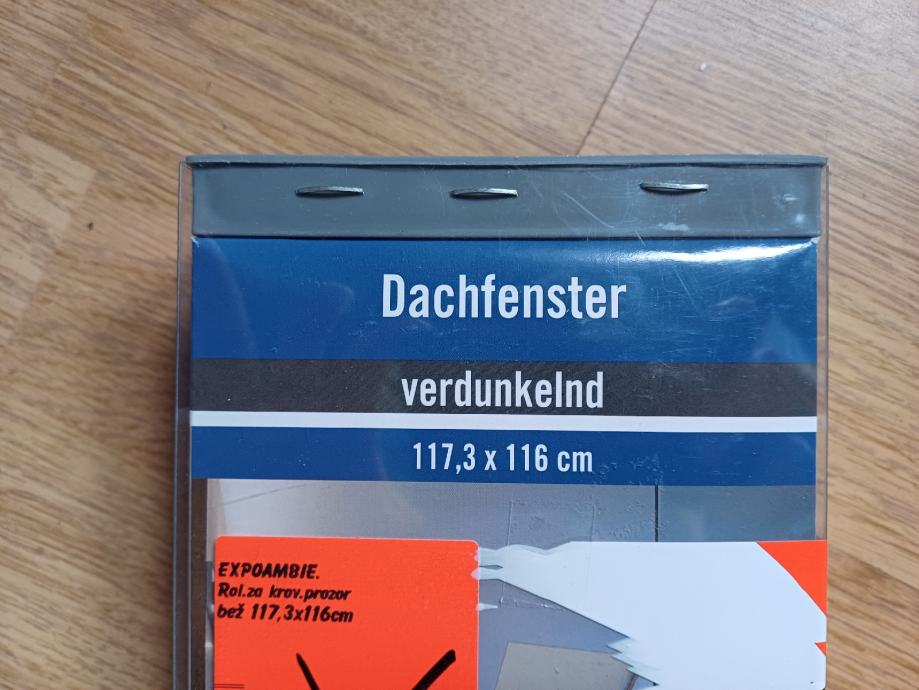 Dachfenster
verdunkelnd
117,3 x 116 cm
EXPOAMBIE.
Rol.za krov.prozor
bež 117,3x116cm